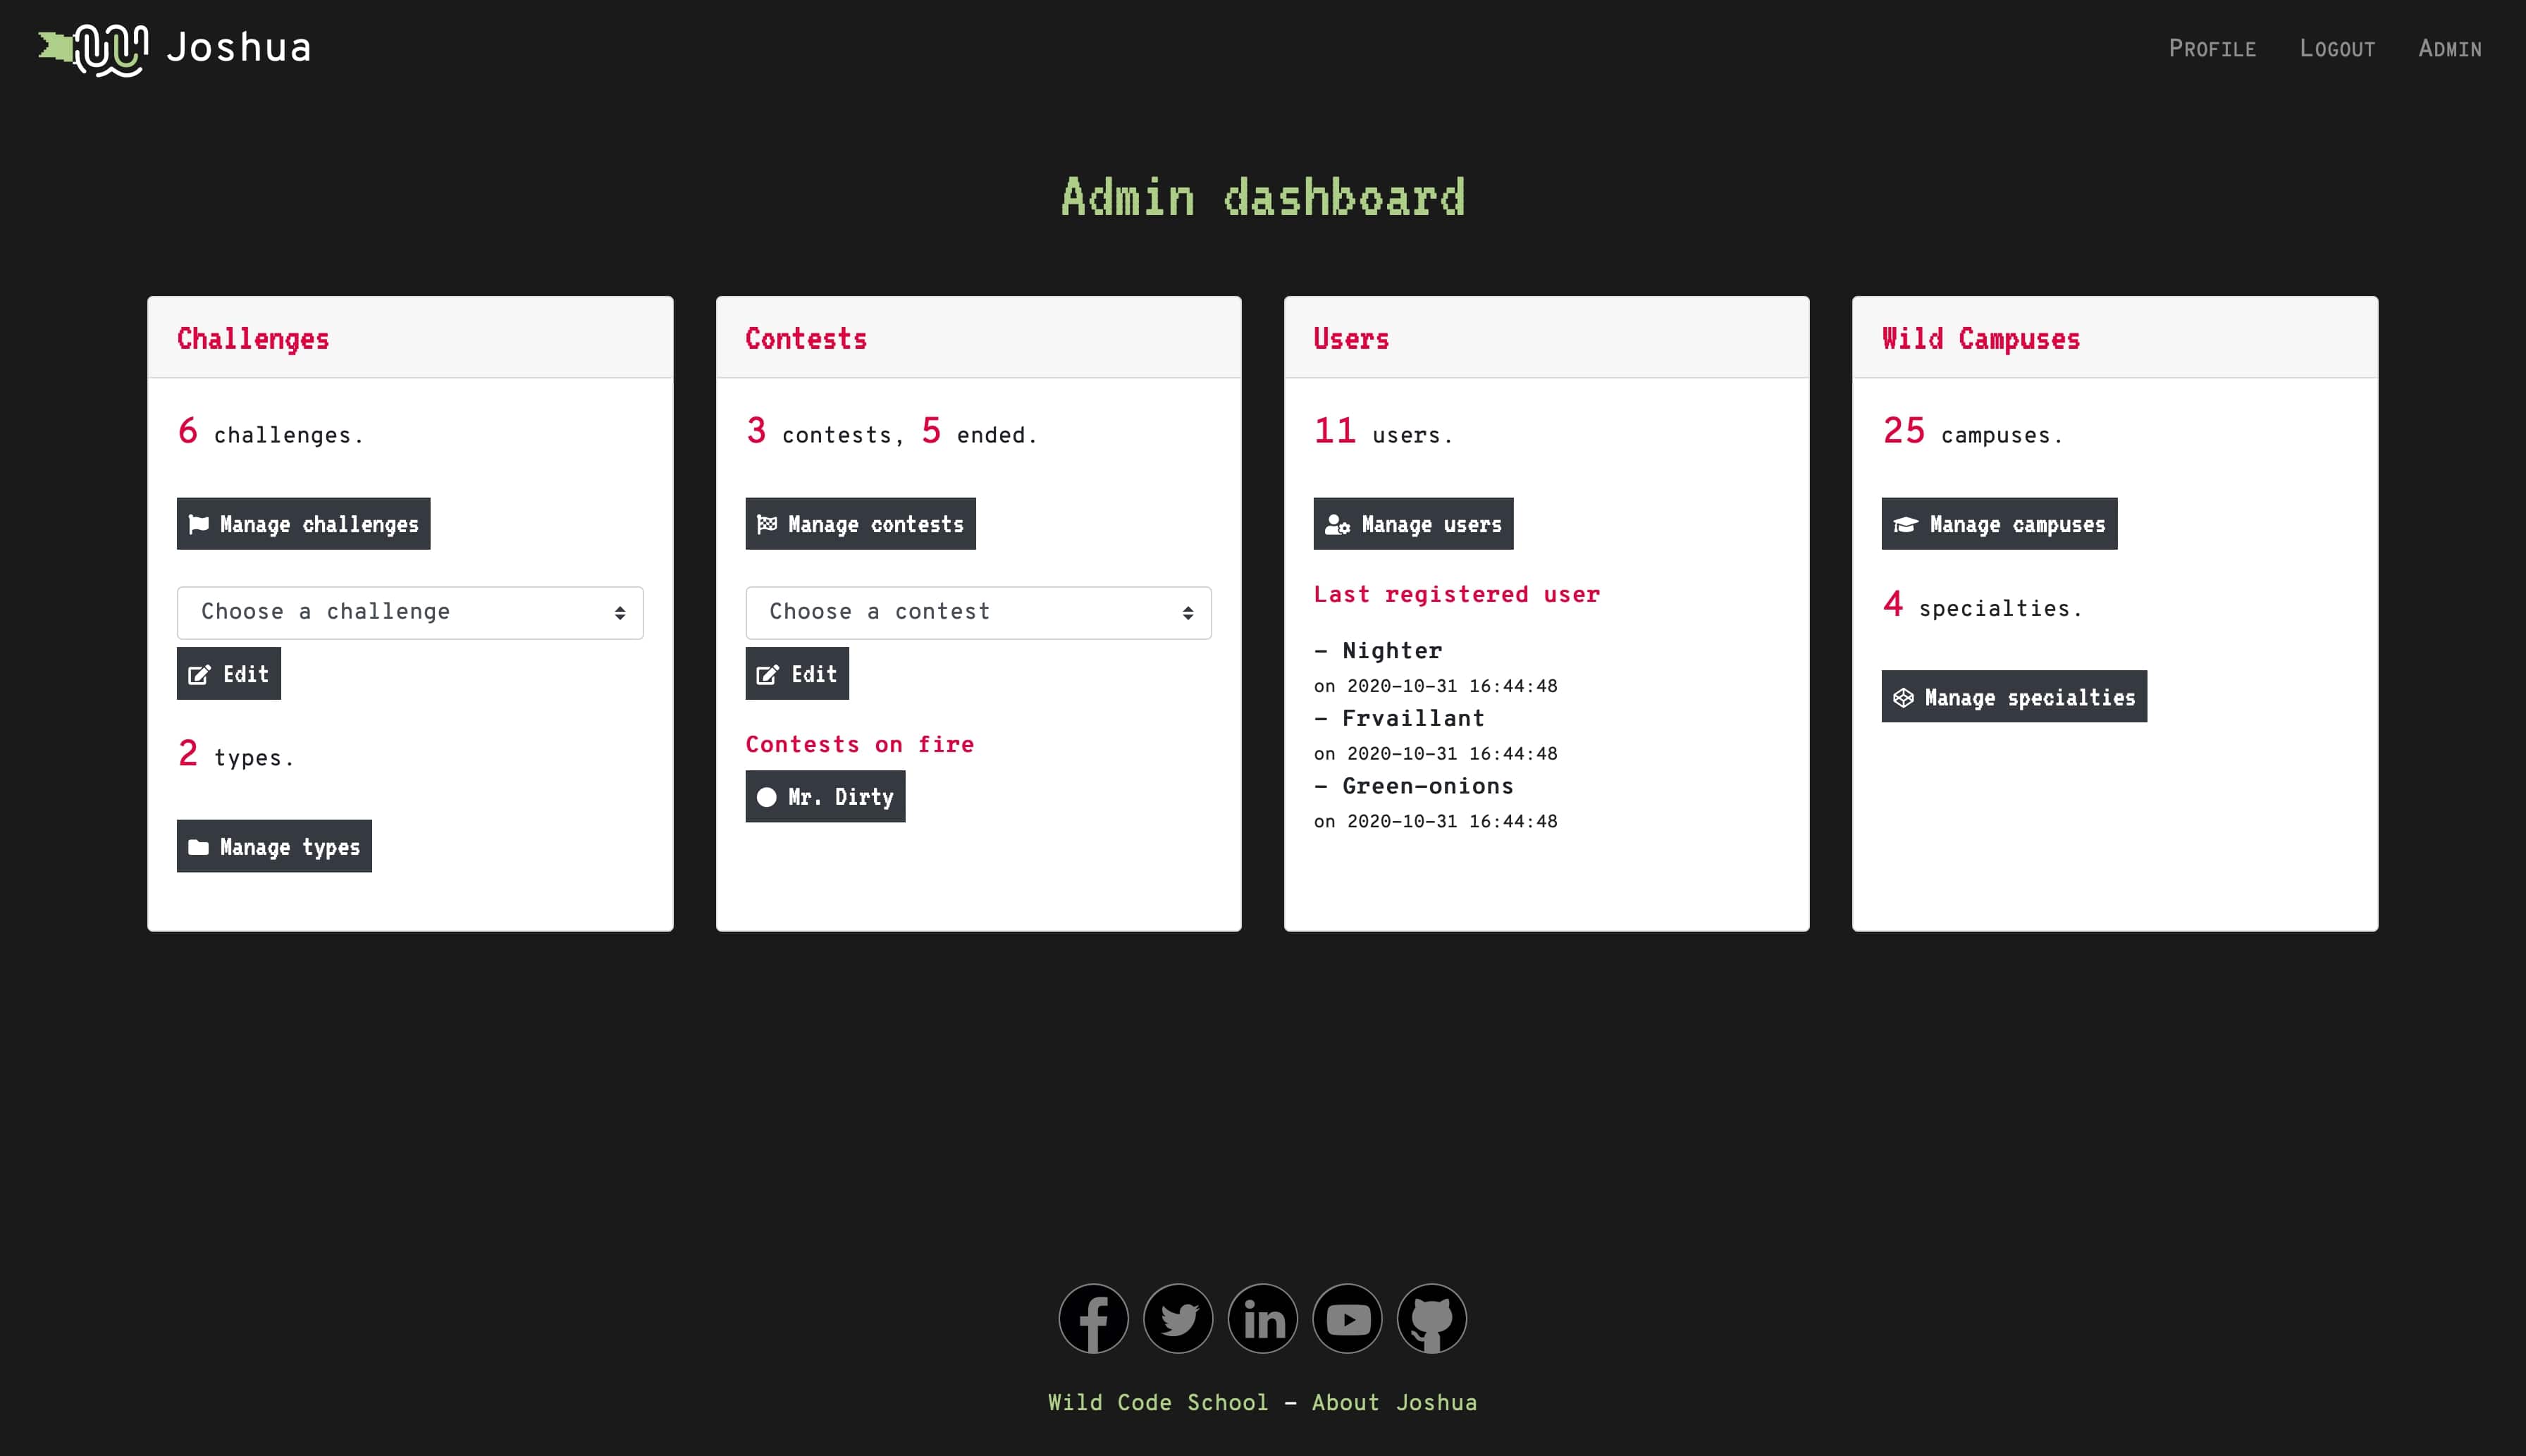 Joshua
PROFILE LOGOUT ADMIN
Admin dashboard
Challenges
6 challenges.
Manage challenges
Choose a challenge
Edit
2 types.
Manage types
Contests
3 contests, 5 ended.
Manage contests
Choose a contest
Edit
Contests on fire
Mr. Dirty
Users
11 users.
Manage users
Last registered user
- Nighter
on 2020-10-31 16:44:48
- Frvaillant
on 2020-10-31 16:44:48
- Green-onions
on 2020-10-31 16:44:48
Wild Campuses
25 campuses.
Manage campuses
4 specialties.
Manage specialties
Wild Code School - About Joshua